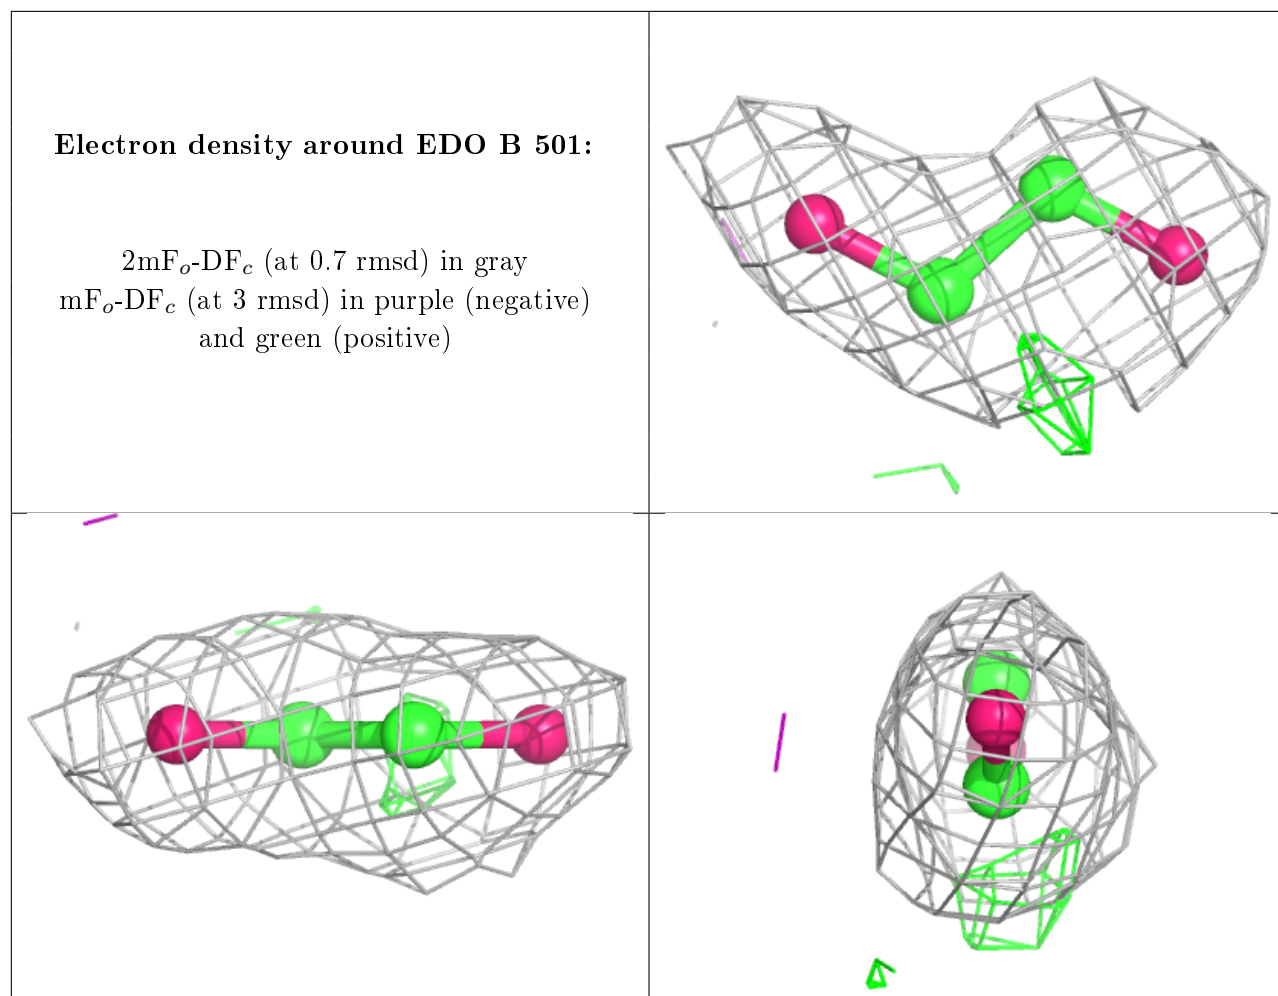 Electron density around EDO B 501:
2mFo-DFc (at 0.7 rmsd) in gray
mFo-DFc (at 3 rmsd) in purple (negative)
and green (positive)